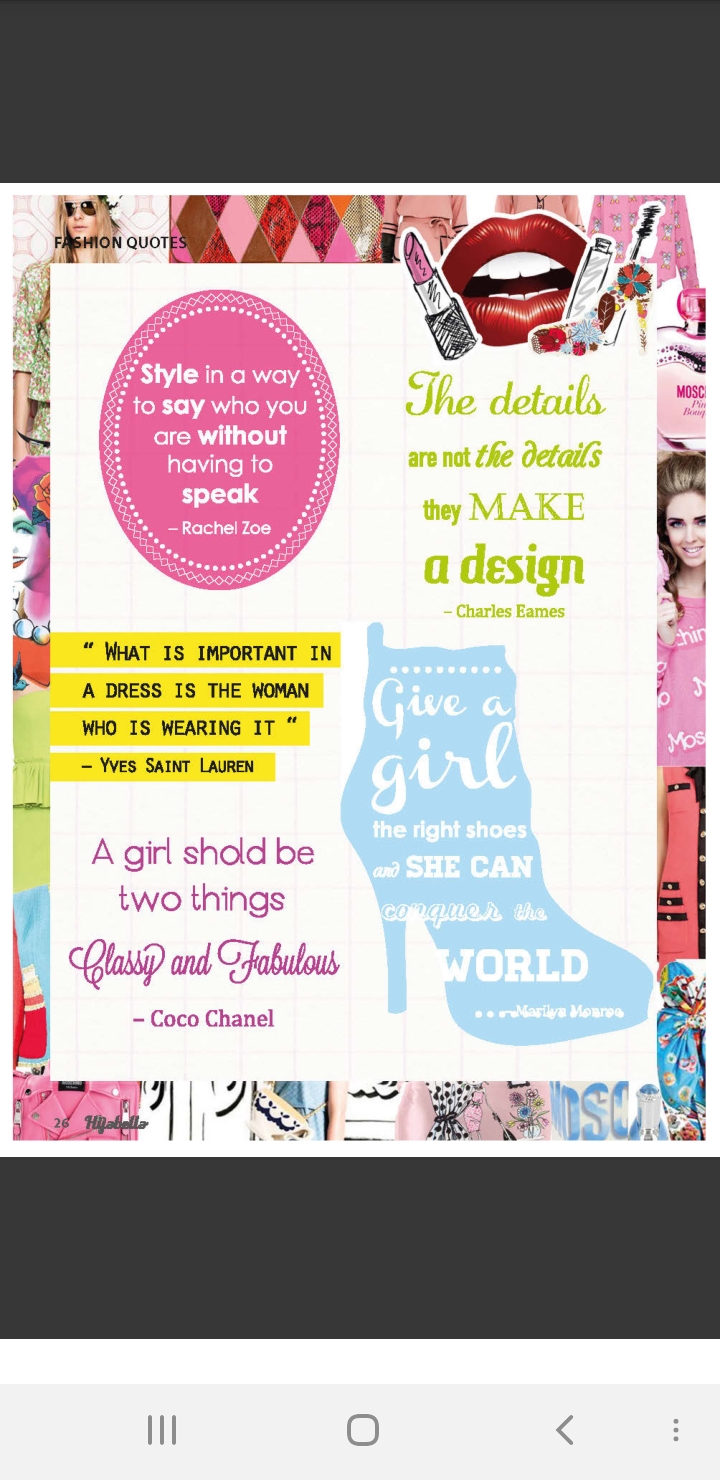 FASHION QUOTES
Style in a way
to say who you
are without
having to
speak
– Rachel Zoe
The details
are not the details
they MAKE
a design
– Charles Eames
“ WHAT IS IMPORTANT IN
A DRESS IS THE WOMAN
WHO IS WEARING IT “
– YVES SAINT LAUREN
Give a
girl
the right shoes
and SHE CAN
conquer the
WORLD
Marilyn Monroe
A girl shold be
two things
Classy and Fabulous
– Coco Chanel
MOSC
Pin
Bouq
26 Hijabella